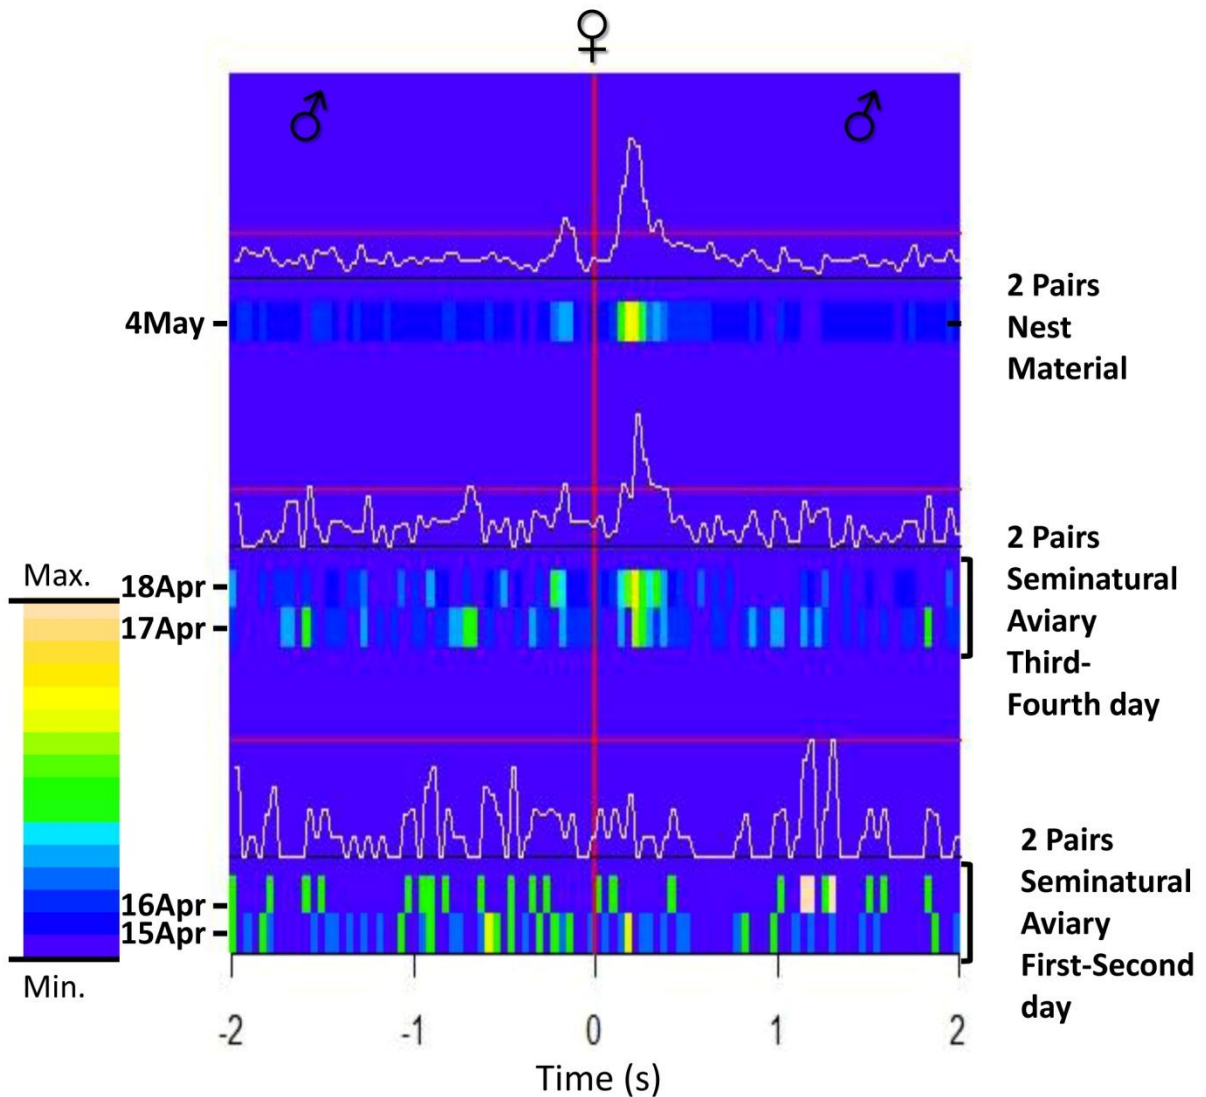 ♀
♂ ♂
4May
2 Pairs
Nest
Material
2 Pairs
Seminatural
Aviary
Third-
Fourth day
Max.
18Apr
17Apr
Min.
16Apr
15Apr
2 Pairs
Seminatural
Aviary
First-Second
day
-2 -1 0 1 2
Time (s)